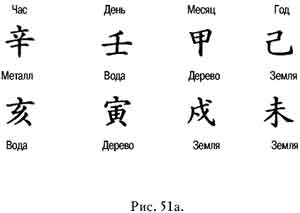 Час День Месяц Год
辛 壬 甲 己
Металл Вода Дерево Земля
亥 寅 戌 未
Вода Дерево Земля Земля
Рис. 51а.